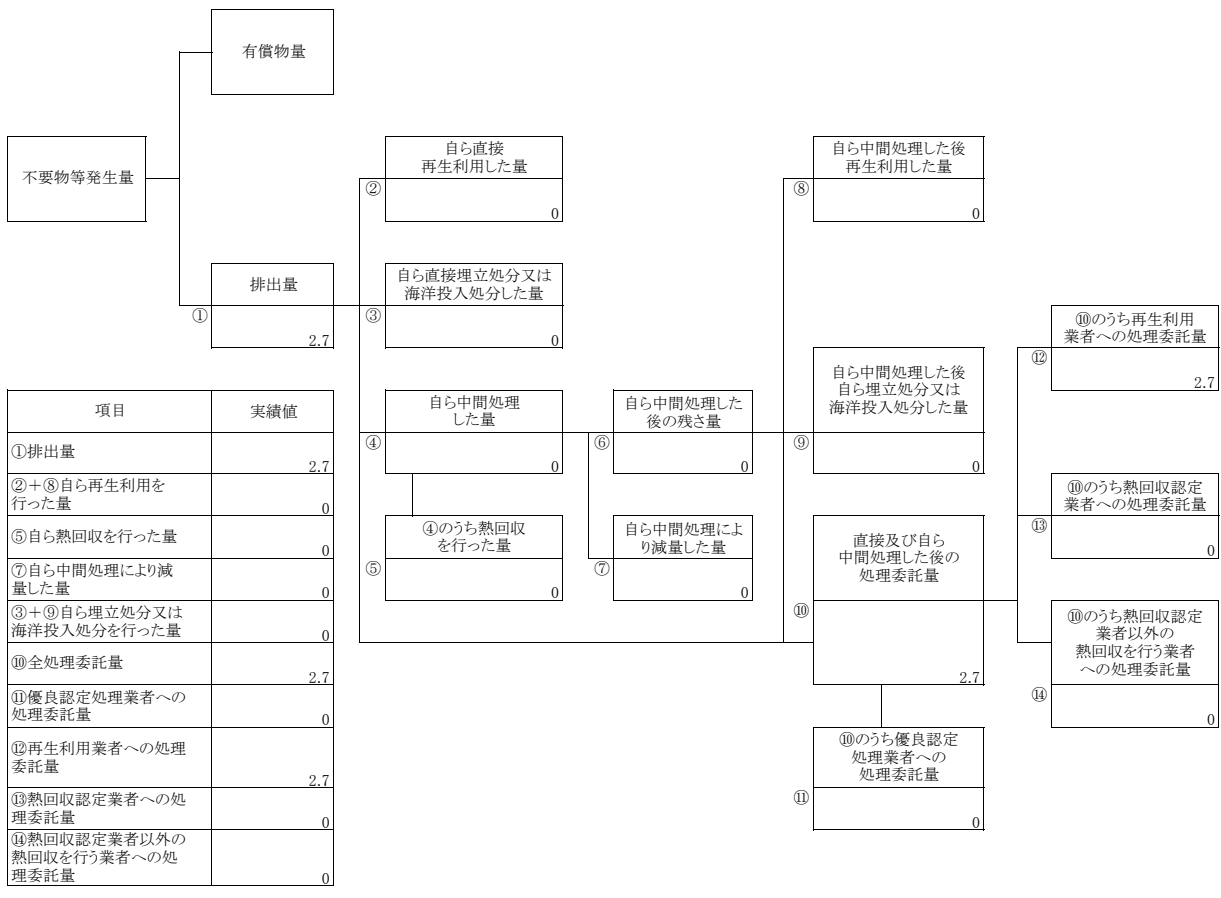 有償物量
不要物等発生量
自ら直接
再生利用した量
②
0
自ら中間処理した後
再生利用した量
⑧
0
排出量
①
2.7
自ら直接埋立処分又は
海洋投入処分した量
③
0
⑩のうち再生利用
業者への処理委託量
⑫
2.7
自ら中間処理
した量
④
0
自ら中間処理した
後の残さ量
⑥
0
自ら中間処理した後
自ら埋立処分又は
海洋投入処分した量
⑨
0
⑩のうち熱回収認定
業者への処理委託量
⑬
0
④のうち熱回収
を行った量
⑤
0
自ら中間処理によ
り減量した量
⑦
0
直接及び自ら
中間処理した後の
処理委託量
⑩
2.7
⑩のうち熱回収認定
業者以外の
熱回収を行う業者
への処理委託量
⑭
0
⑩のうち優良認定
処理業者への
処理委託量
⑪
0
項目 実績値
①排出量
2.7
②＋⑧自ら再生利用を
行った量
0
⑤自ら熱回収を行った量
0
⑦自ら中間処理により減
量した量
0
③＋⑨自ら埋立処分又は
海洋投入処分を行った量
0
⑩全処理委託量
2.7
⑪優良認定処理業者への
処理委託量
0
⑫再生利用業者への処理
委託量
2.7
⑬熱回収認定業者への処
理委託量
0
⑭熱回収認定業者以外の
熱回収を行う業者への処
理委託量
0